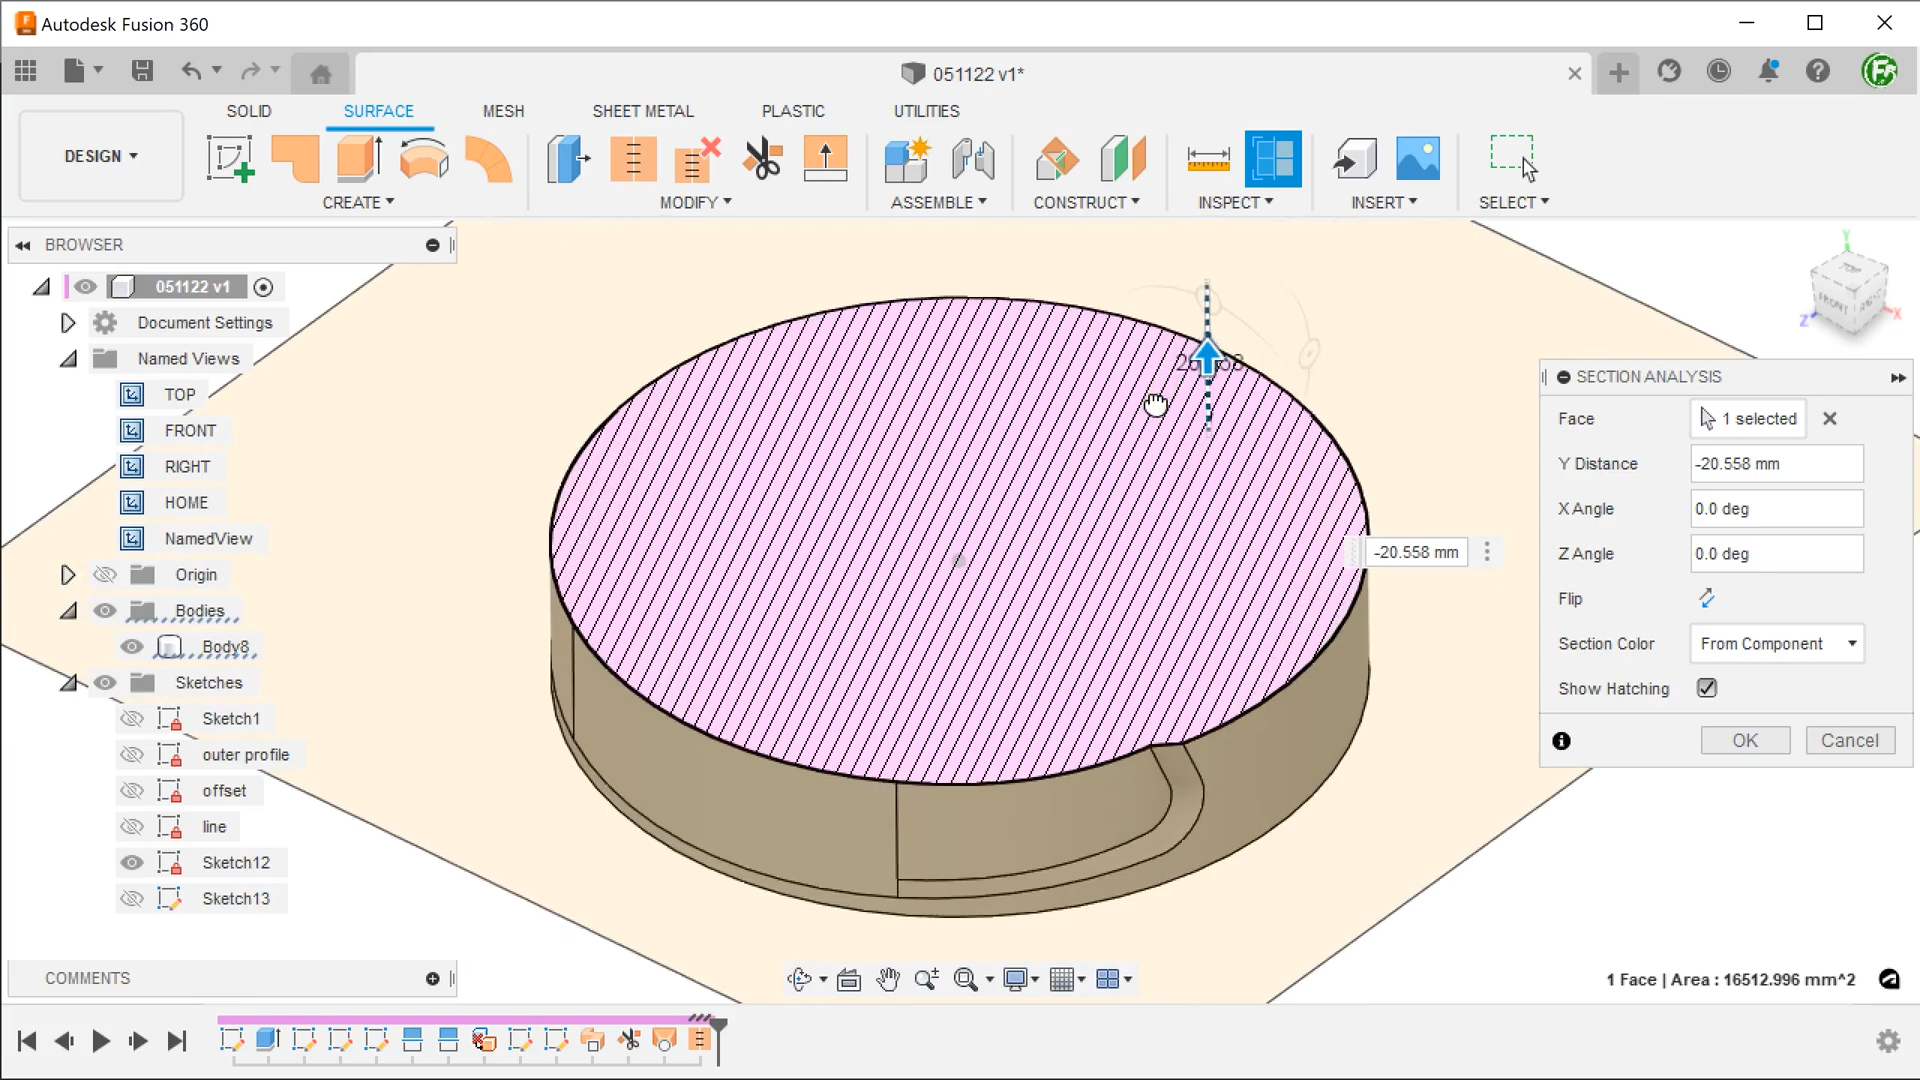 Autodesk Fusion 360
051122 v1*
SOLID
SURFACE
MESH
SHEET METAL
PLASTIC
UTILITIES
DESIGN
CREATE
MODIFY
ASSEMBLE
CONSTRUCT
INSPECT
INSERT
SELECT
BROWSER
051122 v1
Document Settings
Named Views
TOP
FRONT
RIGHT
HOME
NamedView
Origin
Bodies
Body8
Sketches
Sketch1
outer profile
offset
line
Sketch12
Sketch13
Y
TOP
FRONT
Z
X
-20.558 mm
SECTION ANALYSIS
Face
1 selected
Y Distance
-20.558 mm
X Angle
0.0 deg
Z Angle
0.0 deg
Flip
Section Color
From Component
Show Hatching
OK
Cancel
COMMENTS
1 Face | Area : 16512.996 mm^2